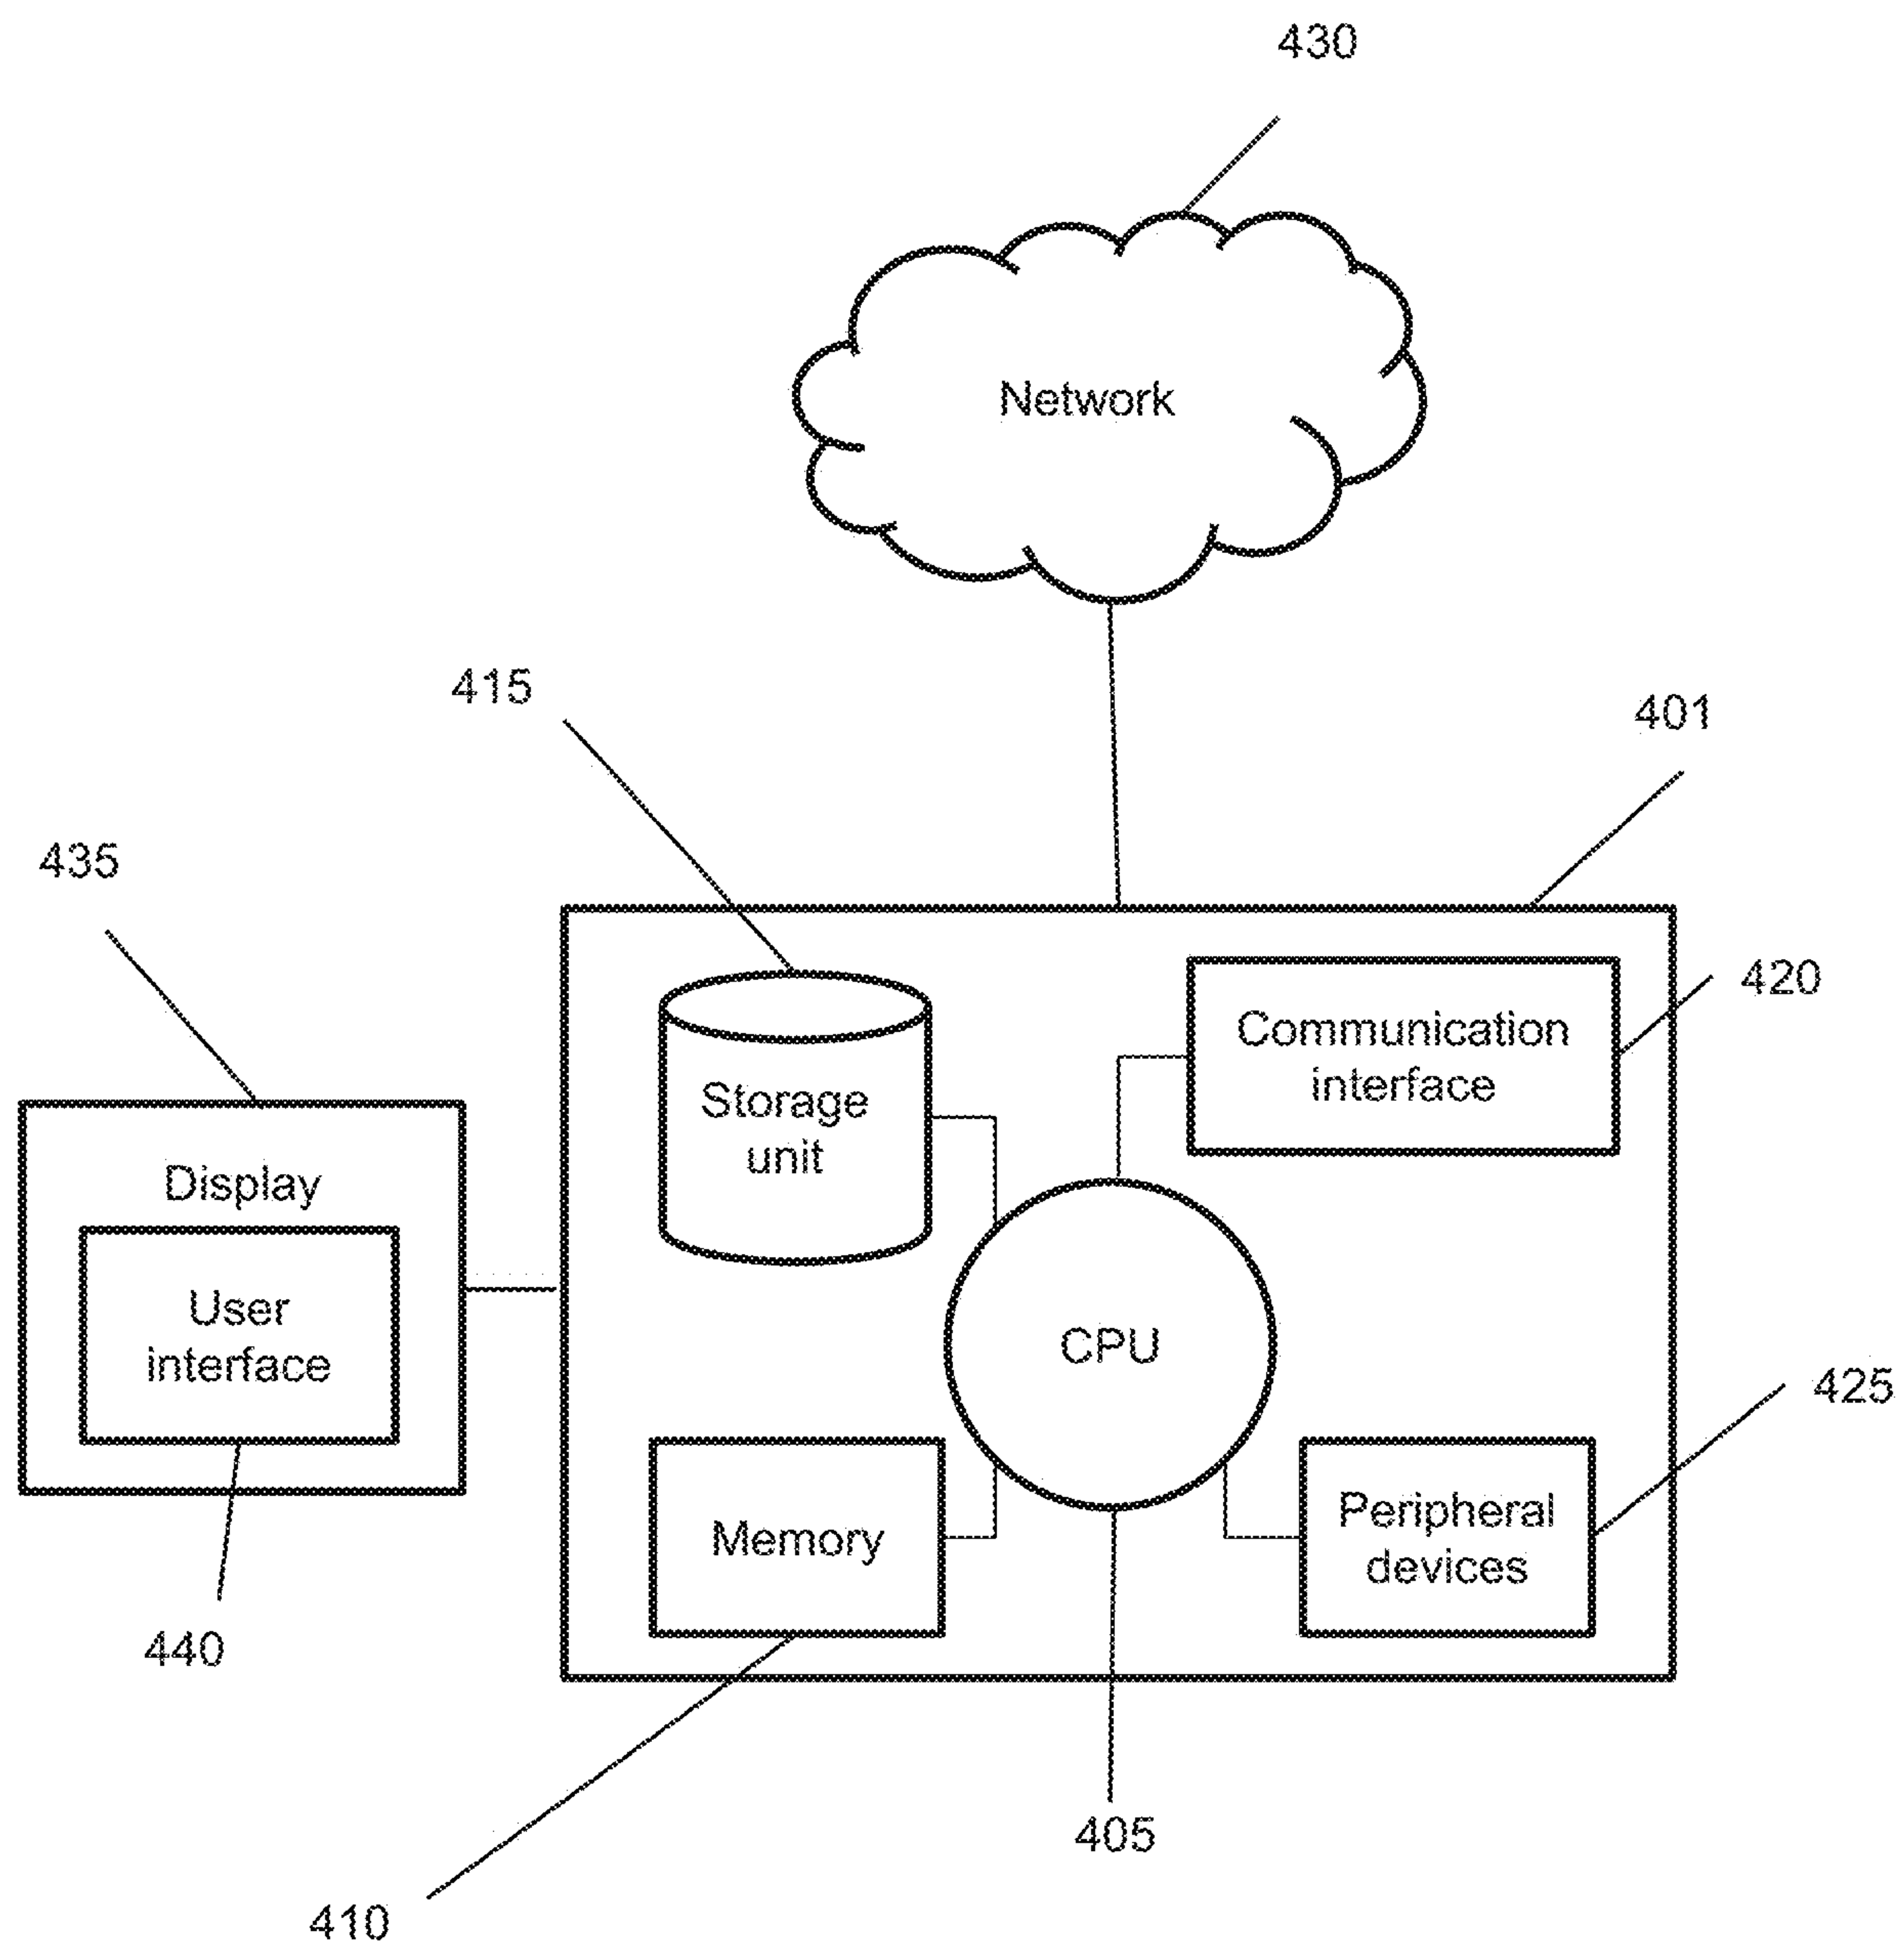 430
Network
415
401
435
420
Communication
interface
Storage
unit
Display
User
interface
CPU
425
Peripheral
devices
Memory
440
405
410